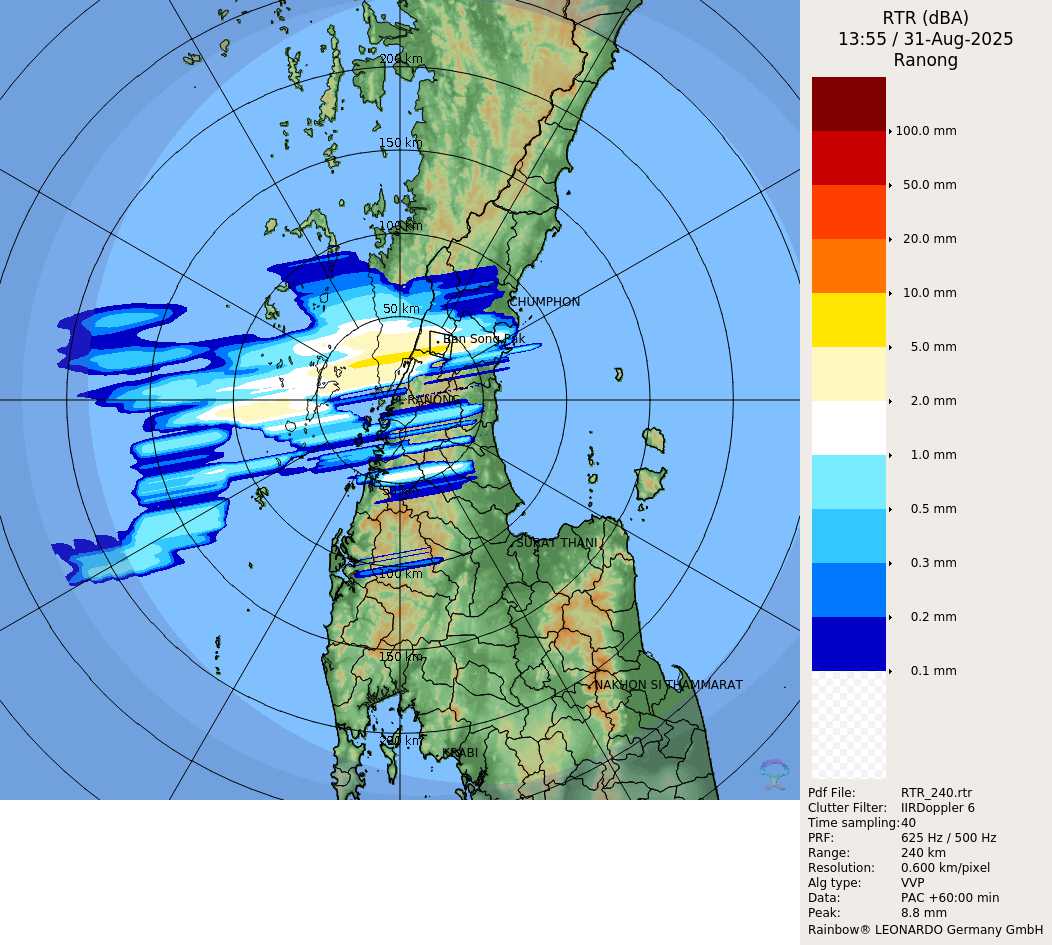 RTR (dBA)
13:55 / 31-Aug-2025
Ranong
200 km
150 km
100 km
50 km
CHUMPHON
Ban Song Pak
RANONG
50 km
SURAT THANI
100 km
150 km
NAKHON SI THAMMARAT
200 km
KRABI
100.0 mm
50.0 mm
20.0 mm
10.0 mm
5.0 mm
2.0 mm
1.0 mm
0.5 mm
0.3 mm
0.2 mm
0.1 mm
Pdf File: RTR_240.rtr
Clutter Filter: IIRDoppler 6
Time sampling:40
PRF: 625 Hz / 500 Hz
Range: 240 km
Resolution: 0.600 km/pixel
Alg type: VVP
Data: PAC +60:00 min
Peak: 8.8 mm
Rainbow® LEONARDO Germany GmbH